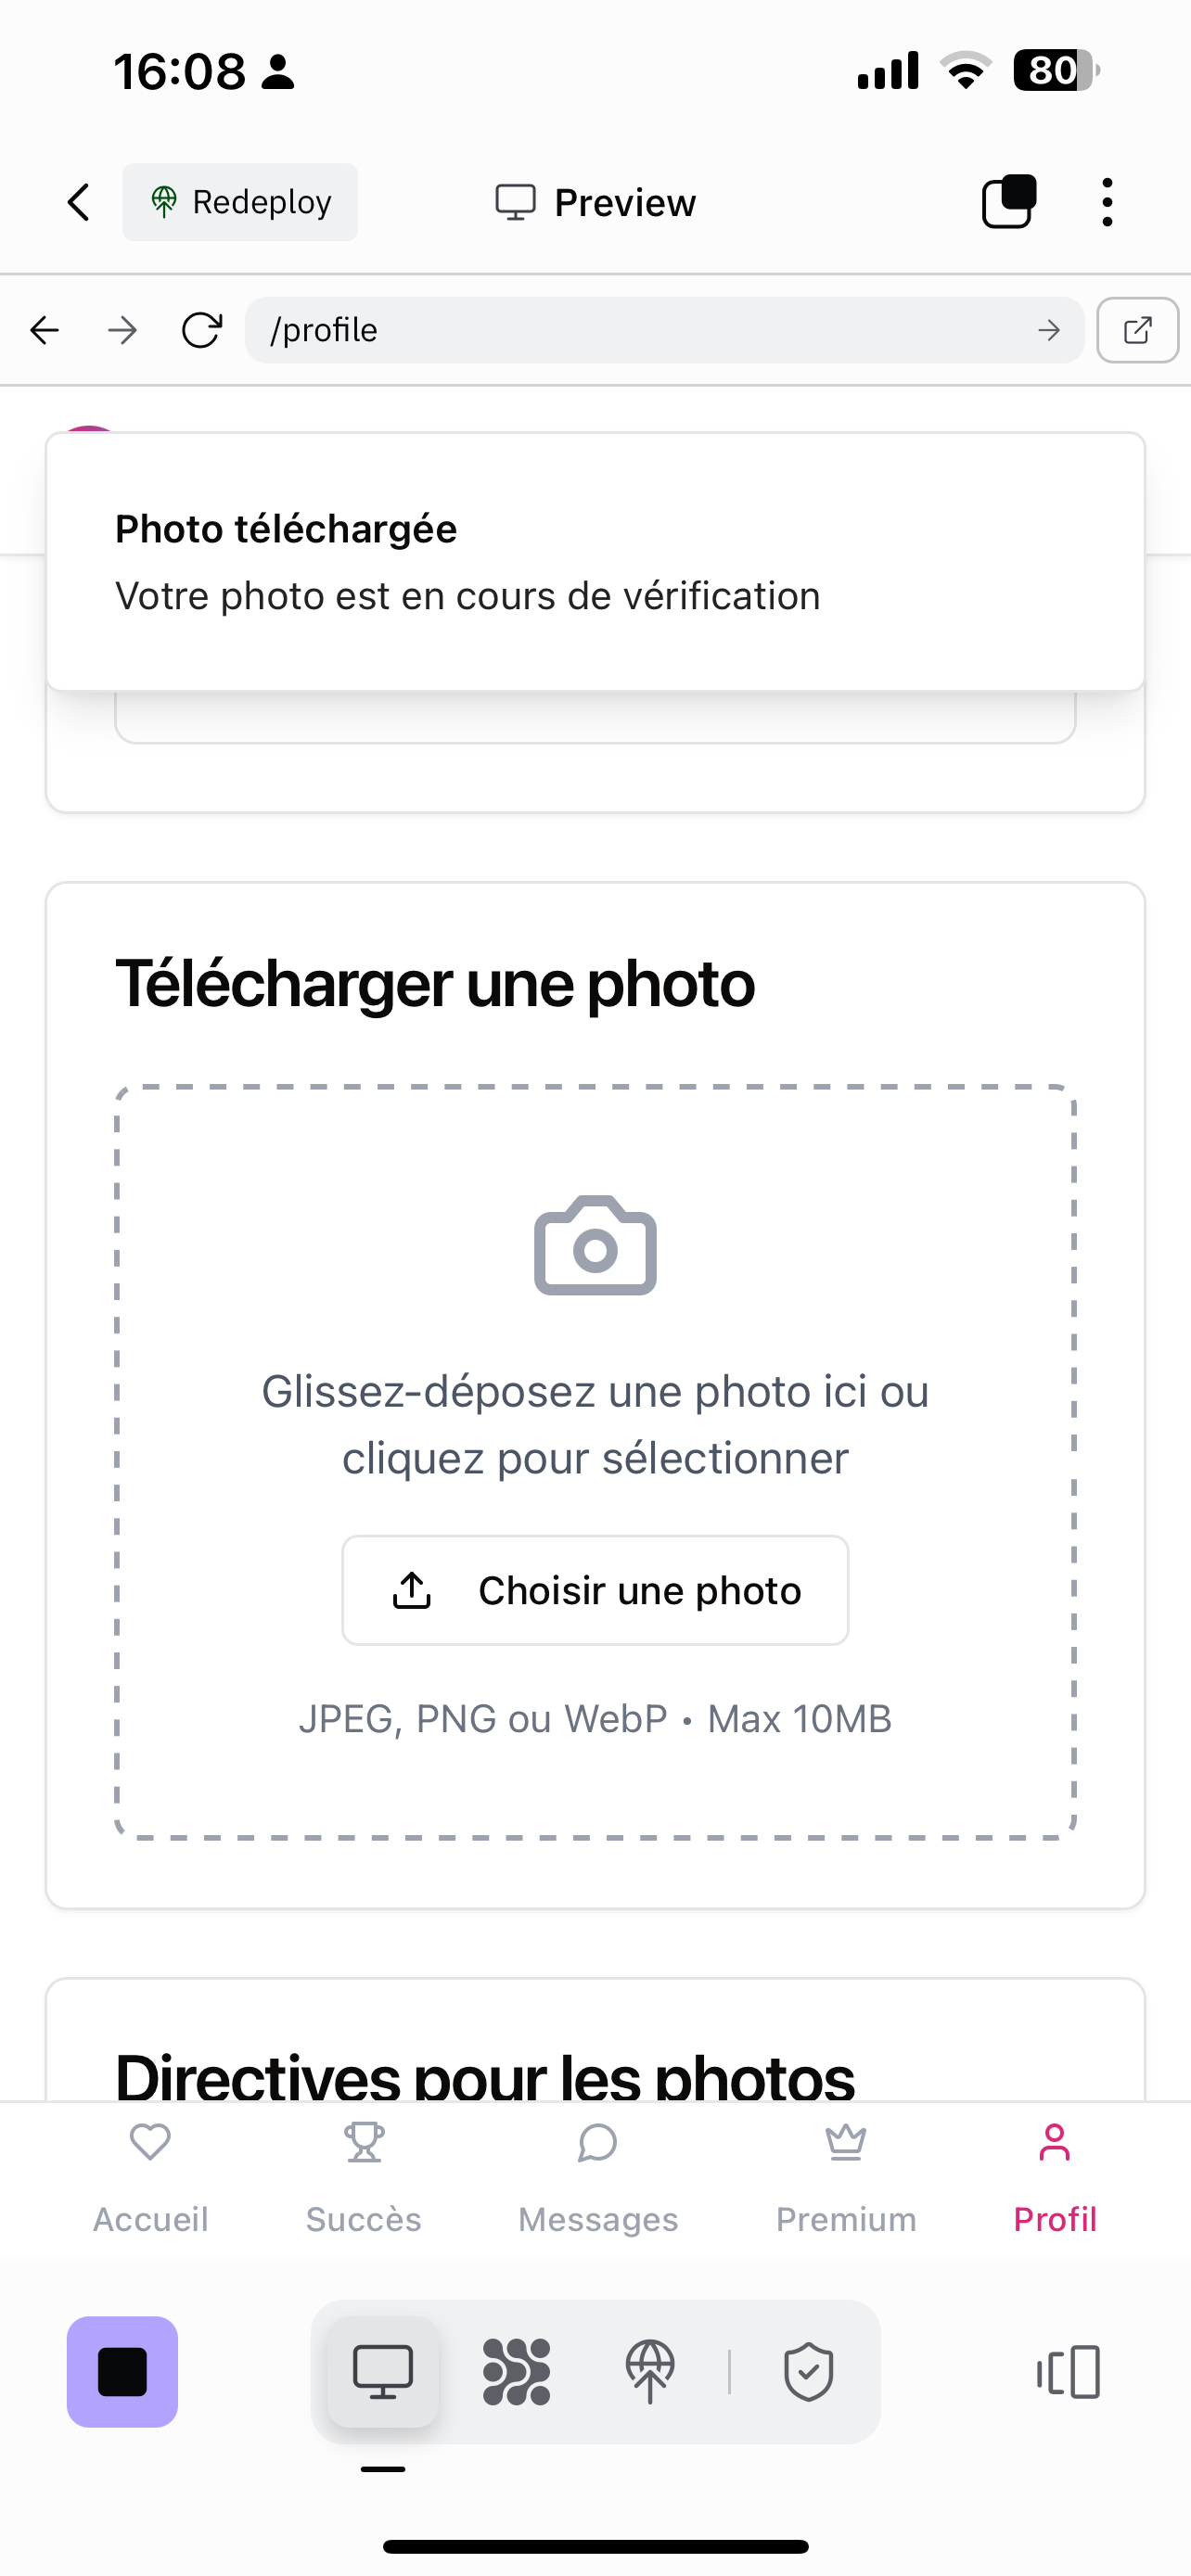 16:08
80
Redeploy
Preview
/profile
Photo téléchargée
Votre photo est en cours de vérification
Télécharger une photo
Glissez-déposez une photo ici ou
cliquez pour sélectionner
Choisir une photo
JPEG, PNG ou WebP • Max 10MB
Directives pour les photos
Accueil
Succès
Messages
Premium
Profil